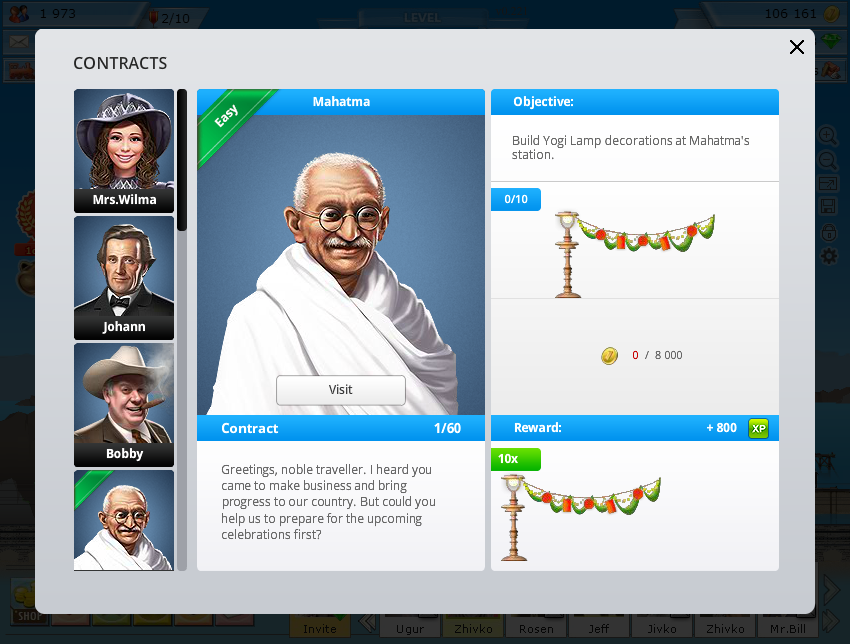 1 973
2/10
LEVEL
106 161
CONTRACTS
Mrs.Wilma
Johann
Bobby
Easy
Mahatma
Visit
Contract 1/60
Greetings, noble traveller. I heard you
came to make business and bring
progress to our country. But could you
help us to prepare for the upcoming
celebrations first?
Objective:
Build Yogi Lamp decorations at Mahatma's
station.
0/10
0 / 8 000
Reward: + 800 XP
10x
SHOP
Invite
Ugur
Zhivko
Rosen
Jeff
Jivko
Zhivko
Mr.Bill